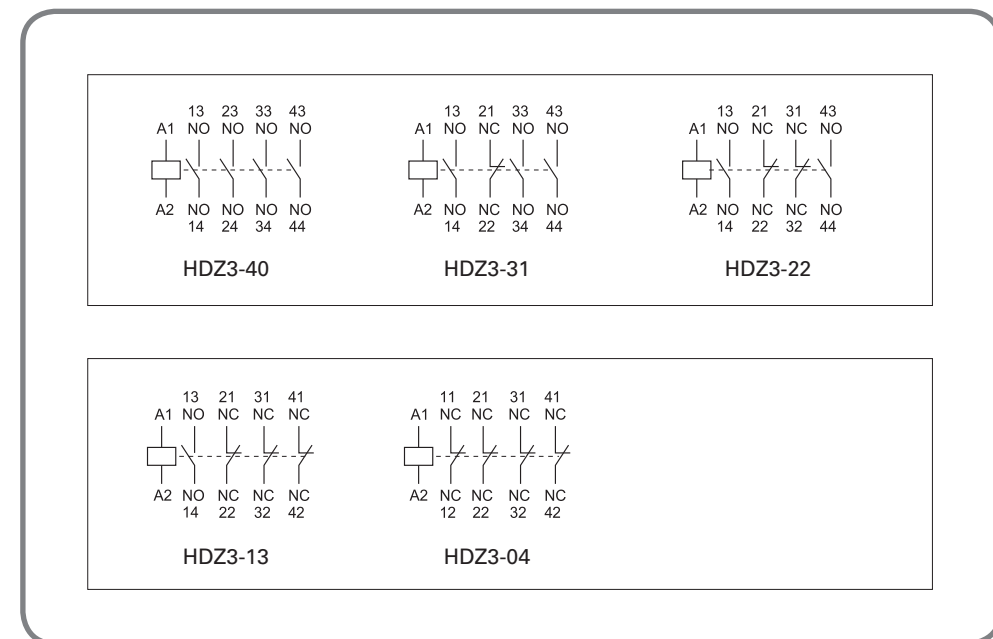 13 23 33 43
A1 NO NO NO NO
A2 NO NO NO NO
14 24 34 44
HDZ3-40
13 21 33 43
A1 NO NC NO NO
A2 NO NC NO NO
14 22 34 44
HDZ3-31
13 21 31 43
A1 NO NC NC NO
A2 NO NC NC NO
14 22 32 44
HDZ3-22
13 21 31 41
A1 NO NC NC NC
A2 NO NC NC NC
14 22 32 42
HDZ3-13
11 21 31 41
A1 NC NC NC NC
A2 NC NC NC NC
12 22 32 42
HDZ3-04